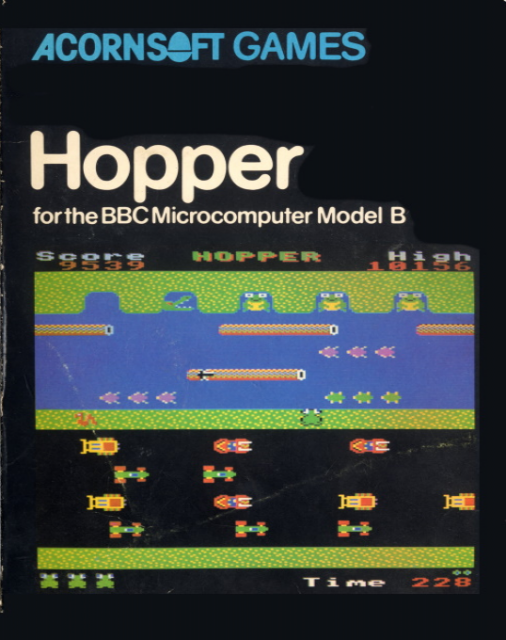 ACORNSOFT GAMES
Hopper
for the BBC Microcomputer Model B
Score HOPPER High
9539 10156
Time 228